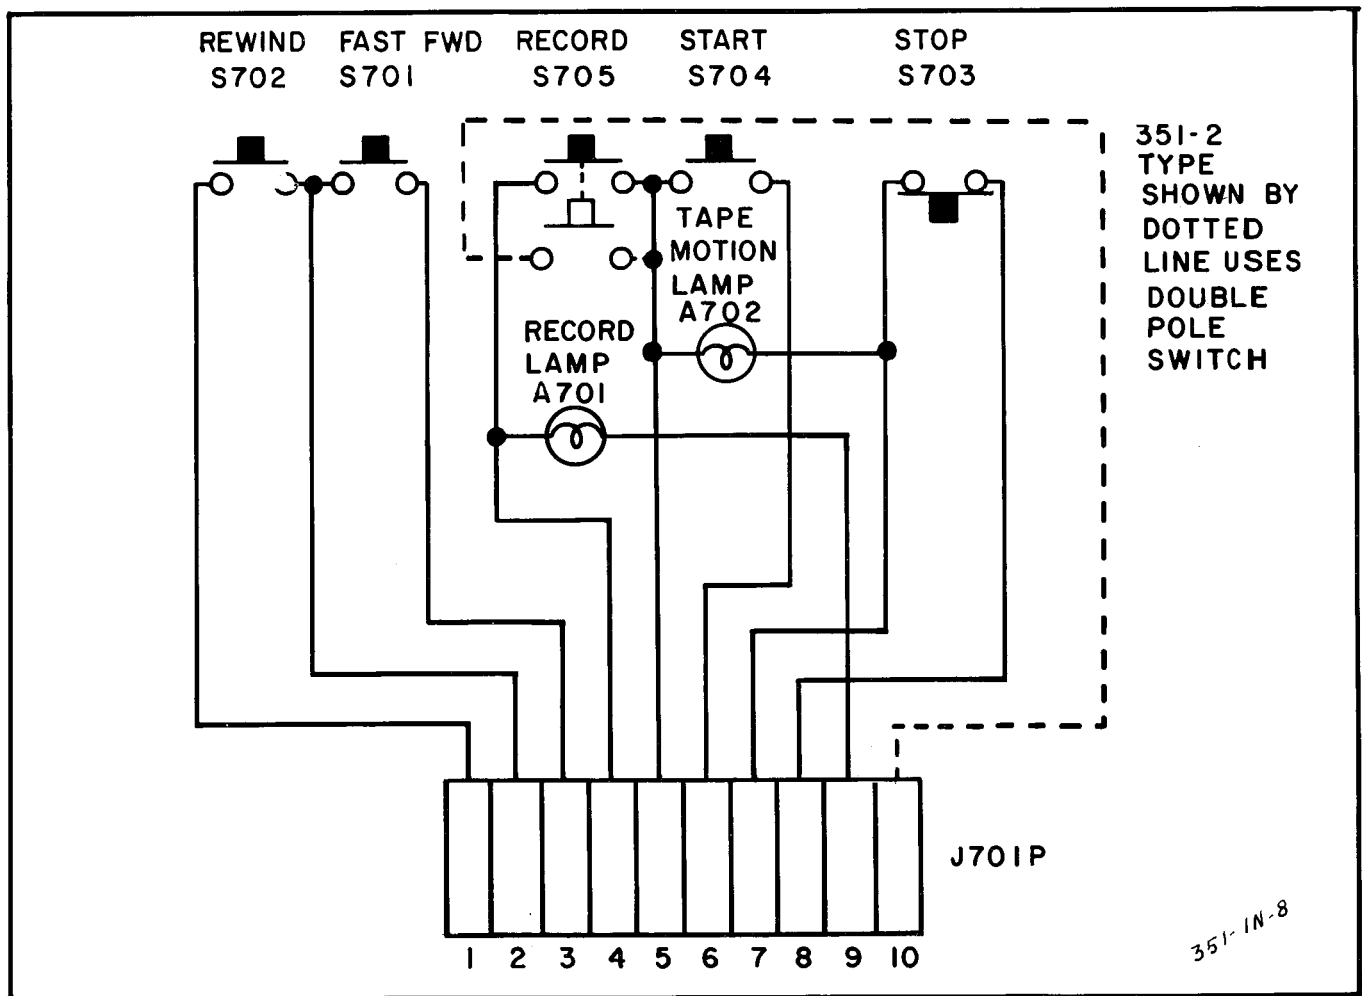 REWIND
S702
FAST FWD
S701
RECORD
S705
START
S704
STOP
S703
351-2
TYPE
SHOWN BY
DOTTED
LINE USES
DOUBLE
POLE
SWITCH
TAPE
MOTION
LAMP
A702
RECORD
LAMP
A701
J701P
1 2 3 4 5 6 7 8 9 10
351-IN-8